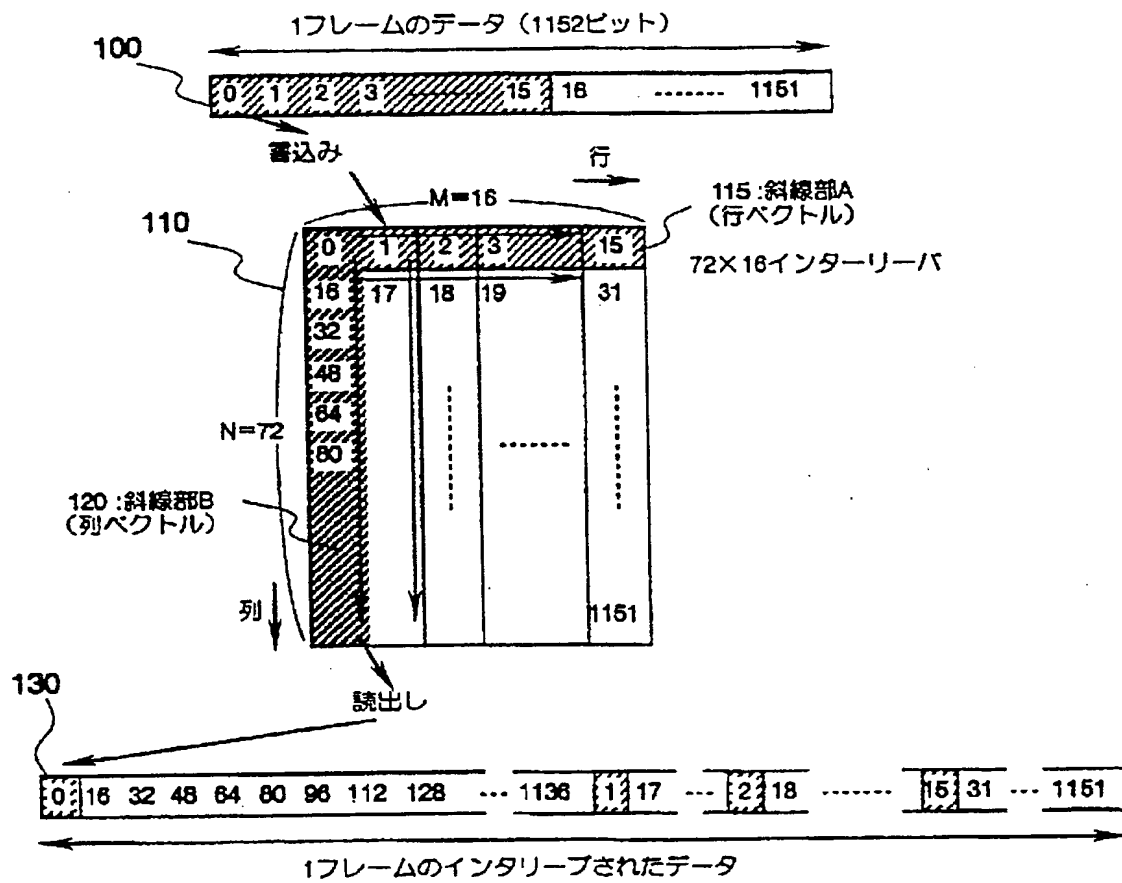 1フレームのデータ（1152ビット）
100
0 1 2 3 ‐‐‐‐‐‐‐ 15 16 ‐‐‐‐‐‐‐ 1151
書込み
行
M=16
115:斜線部A
（行ベクトル）
110
0 1 2 3 15
72×16インターリーバ
16 17 18 19 31
32
48
64
N=72
80
120:斜線部B
（列ベクトル）
列
1151
読出し
130
0 16 32 48 64 80 96 112 128 ‐‐‐ 1136 1 17 ‐‐‐ 2 18 ‐‐‐‐‐‐‐ 15 31 ‐‐‐ 1151
1フレームのインタリーブされたデータ